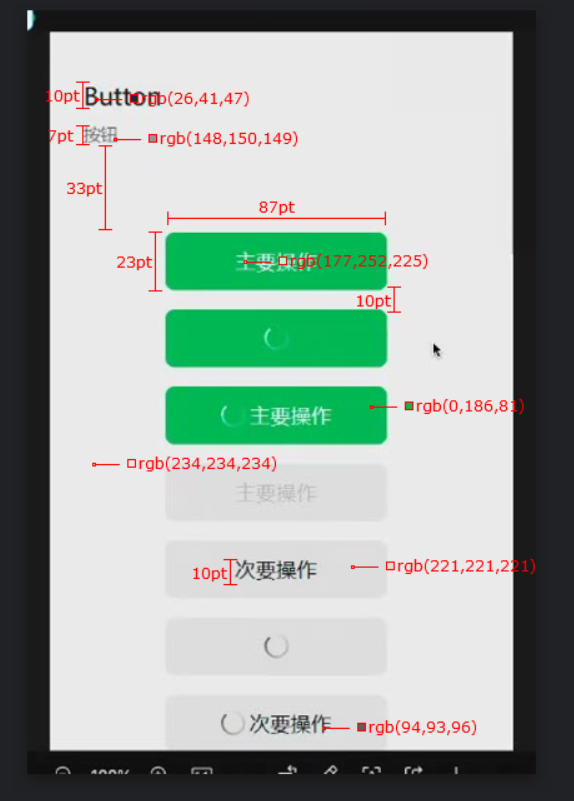 10pt Button rgb(26,41,47)
7pt 按钮 rgb(148,150,149)
33pt
87pt
23pt 主要操作 rgb(177,252,225)
10pt
主要操作 rgb(0,186,81)
rgb(234,234,234)
主要操作
10pt 次要操作 rgb(221,221,221)
次要操作 rgb(94,93,96)